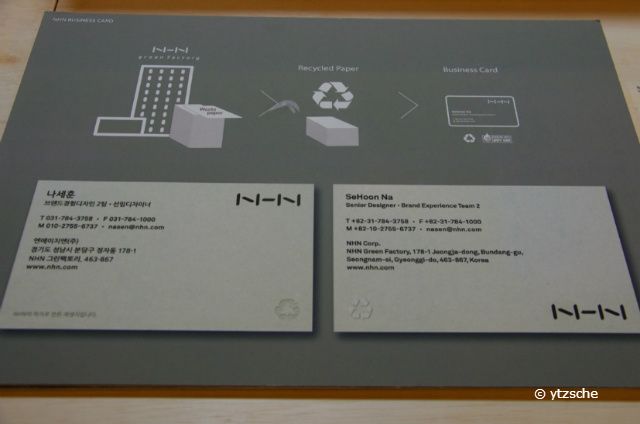 NHN BUSINESS CARD
NHN
green factory
Waste
paper
Recycled Paper
Business Card
나세훈
브랜드경험디자인 2팀 · 선임디자이너
T 031-784-3758 · F 031-784-1000
M 010-2755-6737 · nasen@nhn.com
엔에이치엔(주)
경기도 성남시 분당구 정자동 178-1
NHN 그린팩토리, 463-867
www.nhn.com
NHN
SeHoon Na
Senior Designer · Brand Experience Team 2
T +82-31-784-3758 · F +82-31-784-1000
M +82-10-2755-6737 · nasen@nhn.com
NHN Corp.
NHN Green Factory, 178-1 Jeongja-dong, Bundang-gu,
Seongnam-si, Gyeonggi-do, 463-867, Korea
www.nhn.com
NHN
© ytzsche